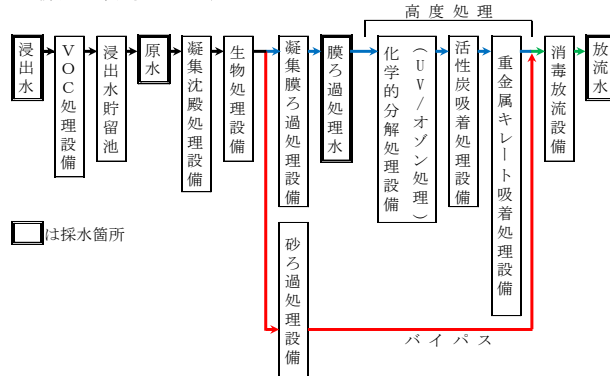 高度処理
浸出水
VOC処理設備
浸出水貯留池
原水
凝集沈殿処理設備
生物処理設備
凝集膜ろ過処理設備
膜ろ過処理水
化学的分解処理設備
(UV/オゾン処理)
活性炭吸着処理設備
重金属キレート吸着処理設備
消毒放流設備
放流水
は採水箇所
砂ろ過処理設備
バイパス